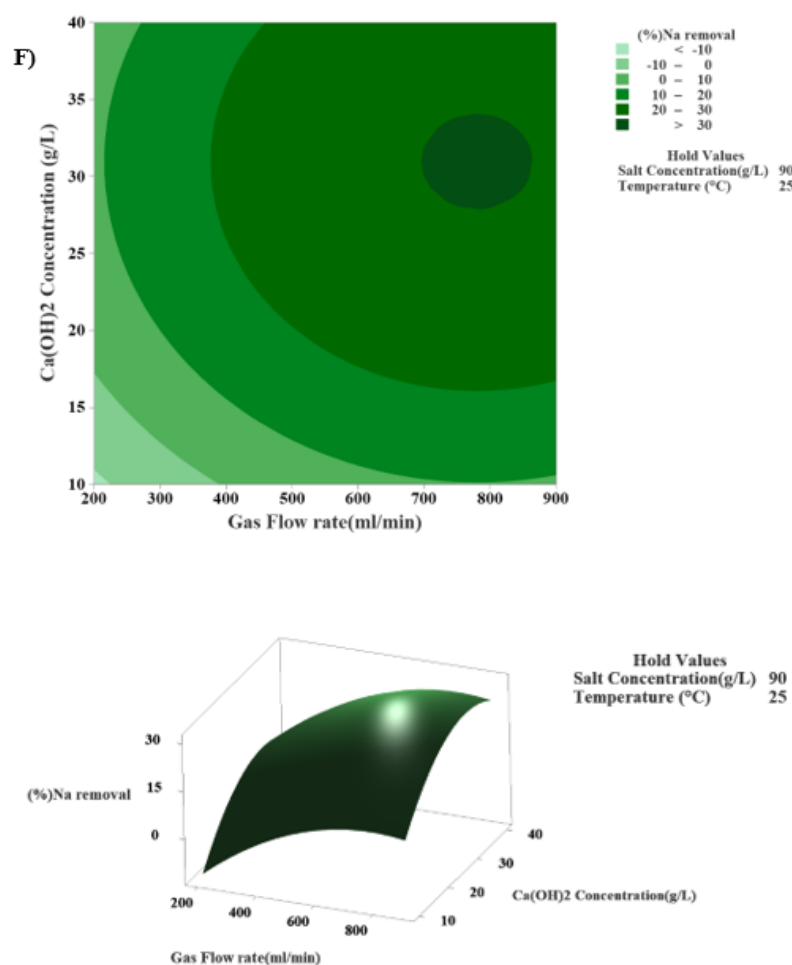 F)
40
35
30
25
20
15
10
Ca(OH)2 Concentration (g/L)
200 300 400 500 600 700 800 900
Gas Flow rate(ml/min)
(%)Na removal
< -10
-10 – 0
0 – 10
10 – 20
20 – 30
> 30
Hold Values
Salt Concentration(g/L) 90
Temperature (°C) 25
Hold Values
Salt Concentration(g/L) 90
Temperature (°C) 25
30
15
0
(%)Na removal
200
400
600
800
Gas Flow rate(ml/min)
40
30
20
10
Ca(OH)2 Concentration(g/L)